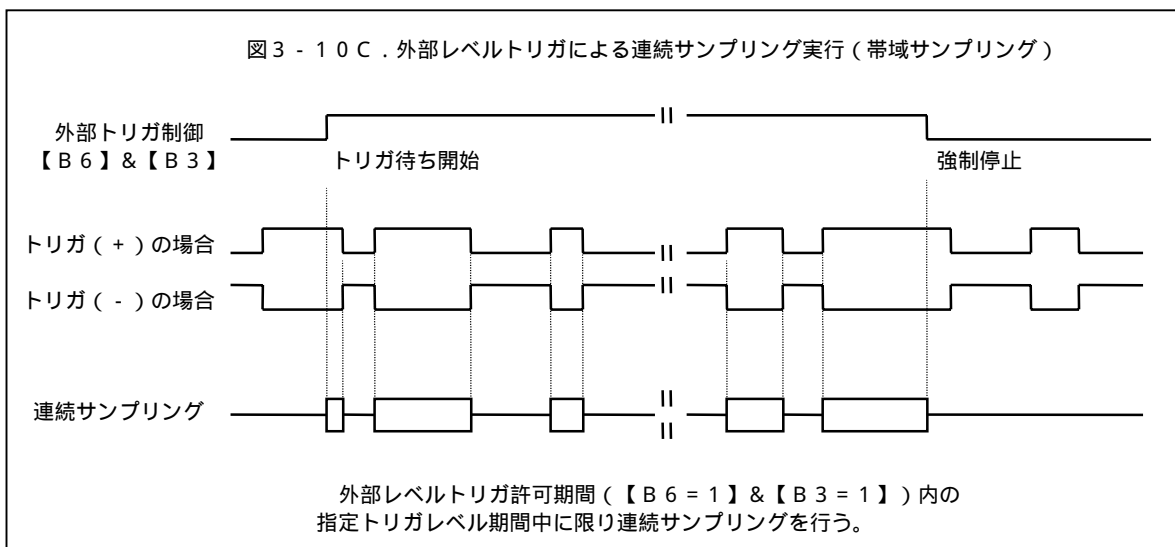 図３－１０Ｃ．外部レベルトリガによる連続サンプリング実行（帯域サンプリング）
外部トリガ制御
【Ｂ６】＆【Ｂ３】
トリガ待ち開始
強制停止
トリガ（＋）の場合
トリガ（－）の場合
連続サンプリング
外部レベルトリガ許可期間（【Ｂ６＝１】＆【Ｂ３＝１】）内の
指定トリガレベル期間中に限り連続サンプリングを行う。